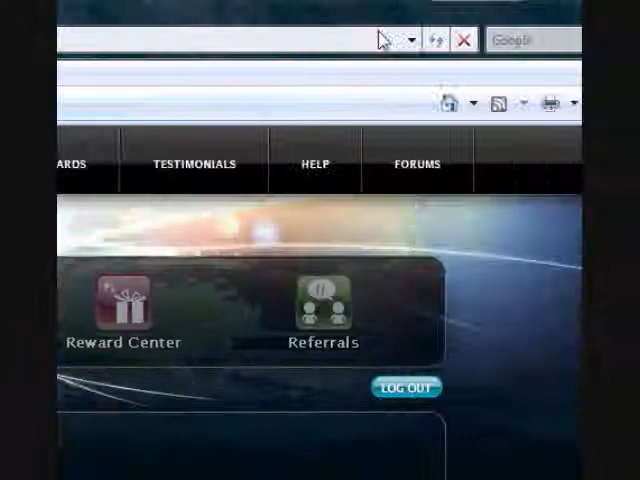 Google
ARDS
TESTIMONIALS
HELP
FORUMS
Reward Center
Referrals
LOG OUT